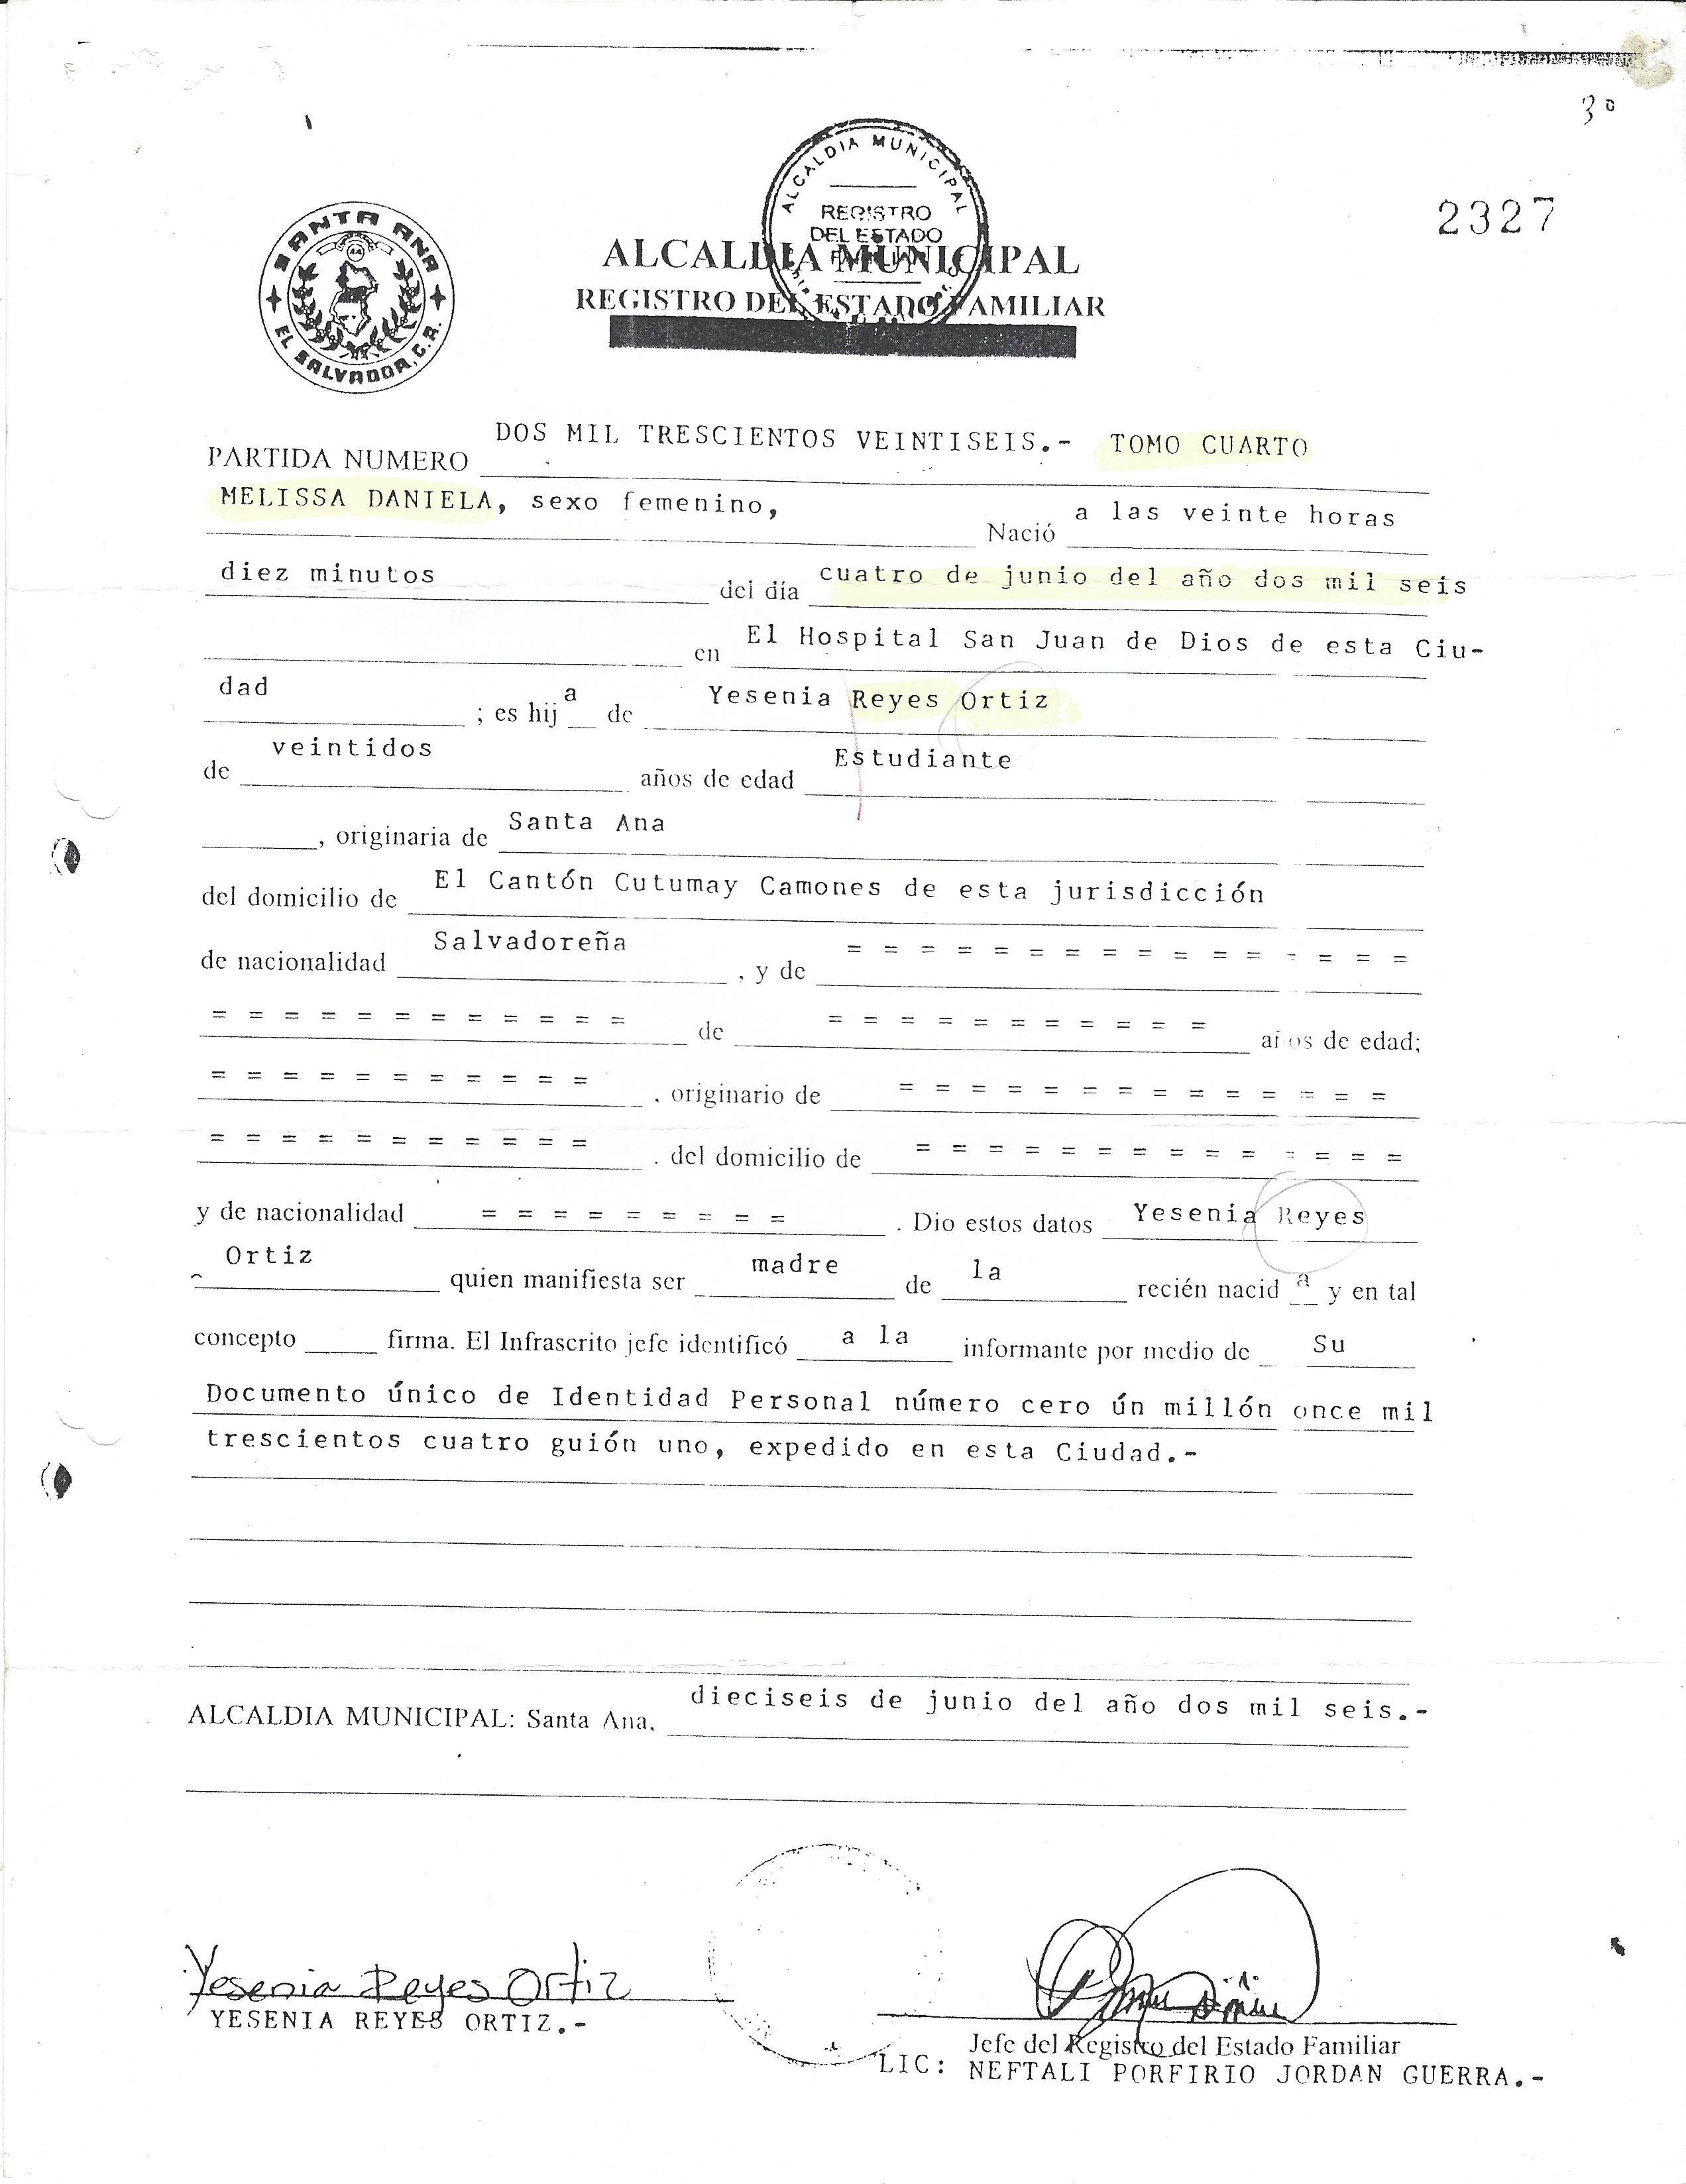 3º
2327
SANTA ANA
EL SALVADOR, C.A.
ALCALDIA MUNICIPAL
REGISTRO
DEL ESTADO
FAMILIAR
ALCALDIA MUNICIPAL
REGISTRO DEL ESTADO FAMILIAR
PARTIDA NUMERO DOS MIL TRESCIENTOS VEINTISEIS.- TOMO CUARTO
MELISSA DANIELA, sexo femenino, Nació a las veinte horas
diez minutos del día cuatro de junio del año dos mil seis
en El Hospital San Juan de Dios de esta Ciu-
dad ; es hija de Yesenia Reyes Ortiz
de veintidos años de edad Estudiante
, originaria de Santa Ana
del domicilio de El Cantón Cutumay Camones de esta jurisdicción
de nacionalidad Salvadoreña , y de = = = = = = = = = = = = = - = = =
= = = = = = = = = = = = de = = = = = = = = = = = años de edad;
= = = = = = = = = = = . originario de = = = = = = = = = = = = = =
= = = = = = = = = = = . del domicilio de = = = = = = = = = = = = = =
y de nacionalidad = = = = = = = = = . Dio estos datos Yesenia Reyes
Ortiz quien manifiesta ser madre de la recién nacida y en tal
concepto ____ firma. El Infrascrito jefe identificó a la informante por medio de Su
Documento único de Identidad Personal número cero ún millón once mil
trescientos cuatro guión uno, expedido en esta Ciudad.-
ALCALDIA MUNICIPAL: Santa Ana, dieciseis de junio del año dos mil seis.-
Yesenia Reyes Ortiz
YESENIA REYES ORTIZ.-
Jefe del Registro del Estado Familiar
LIC: NEFTALI PORFIRIO JORDAN GUERRA.-